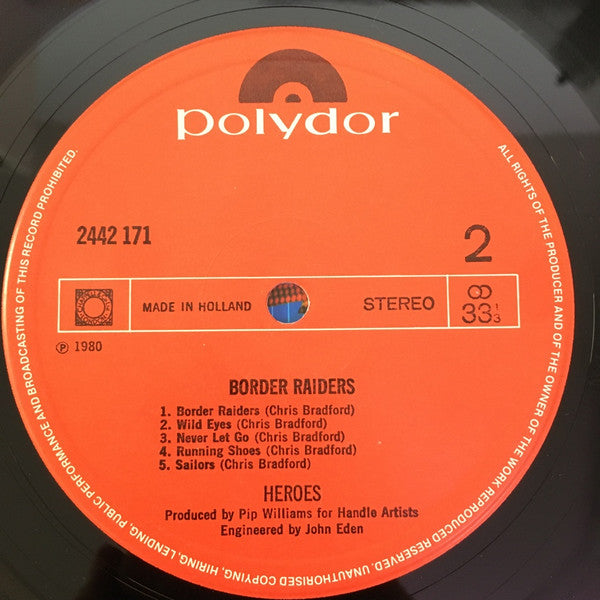 polydor
2442 171
2
MADE IN HOLLAND
STEREO
33 1/3
℗ 1980
BORDER RAIDERS
1. Border Raiders (Chris Bradford)
2. Wild Eyes (Chris Bradford)
3. Never Let Go (Chris Bradford)
4. Running Shoes (Chris Bradford)
5. Sailors (Chris Bradford)
HEROES
Produced by Pip Williams for Handle Artists
Engineered by John Eden
ALL RIGHTS OF THE PRODUCER AND OF THE OWNER OF THE WORK REPRODUCED RESERVED. UNAUTHORISED COPYING, HIRING, LENDING, PUBLIC PERFORMANCE AND BROADCASTING OF THIS RECORD PROHIBITED.